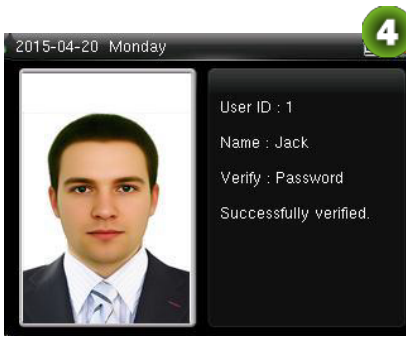 4
2015-04-20 Monday
User ID : 1
Name : Jack
Verify : Password
Successfully verified.